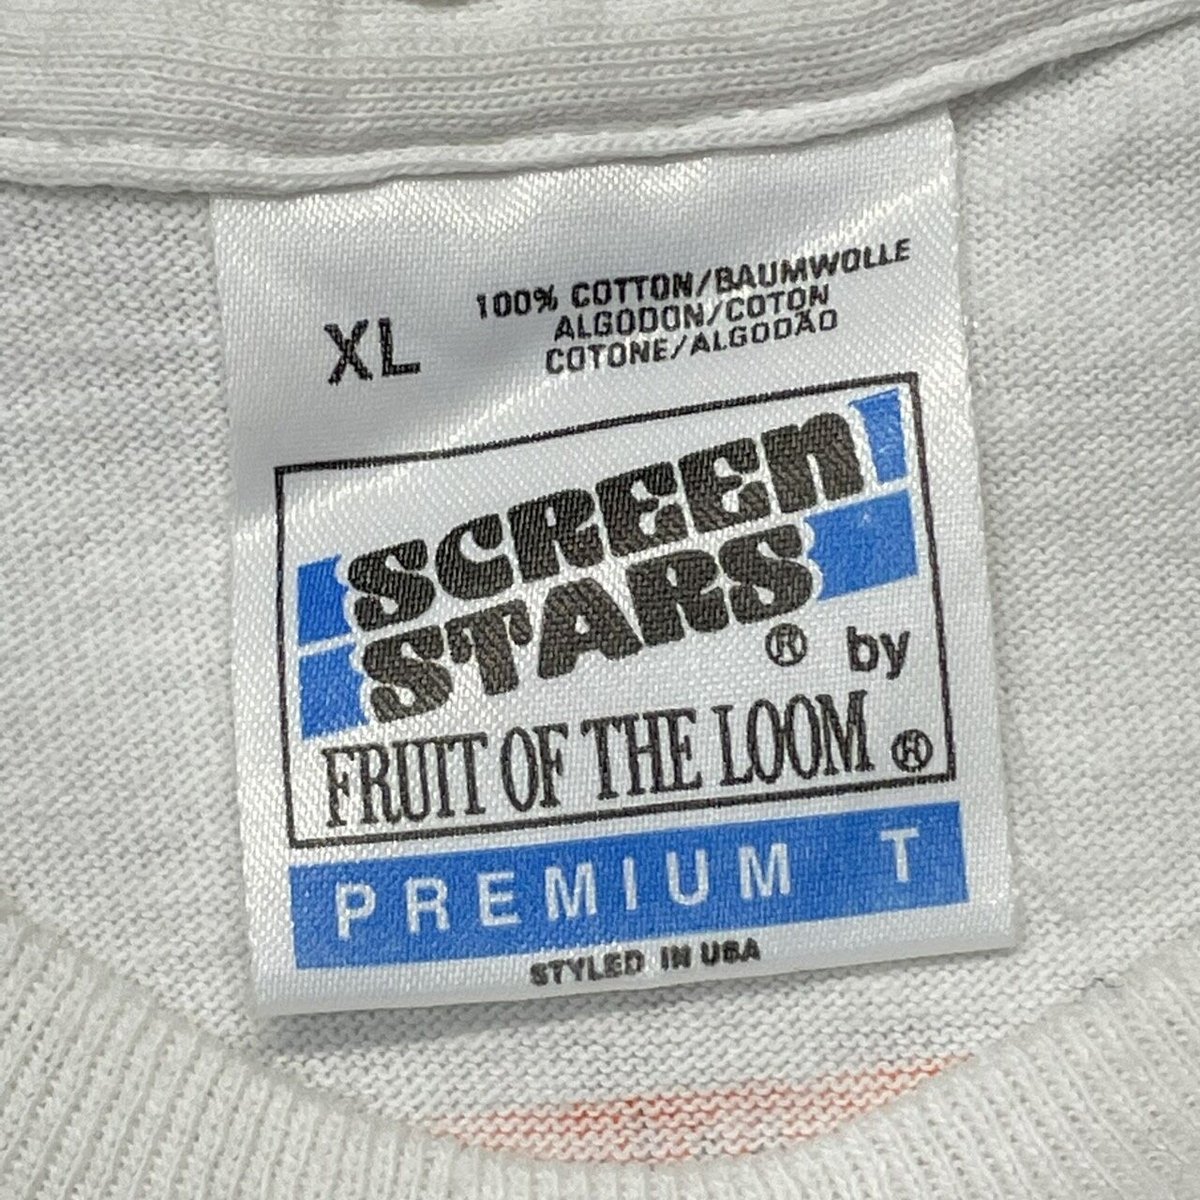 XL
100% COTTON/BAUMWOLLE
ALGODON/COTON
COTONE/ALGODÃO
SCREEN
STARS® by
FRUIT OF THE LOOM®
PREMIUM T
STYLED IN USA